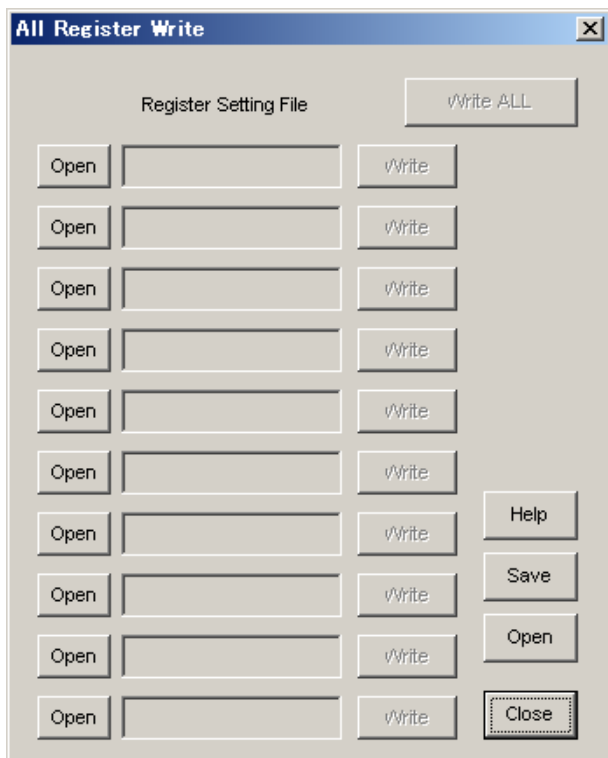 All Register Write
Write ALL
Register Setting File
Open Write
Open Write
Open Write
Open Write
Open Write
Open Write
Help
Open Write
Save
Open Write
Open
Open Write
Close
Open Write